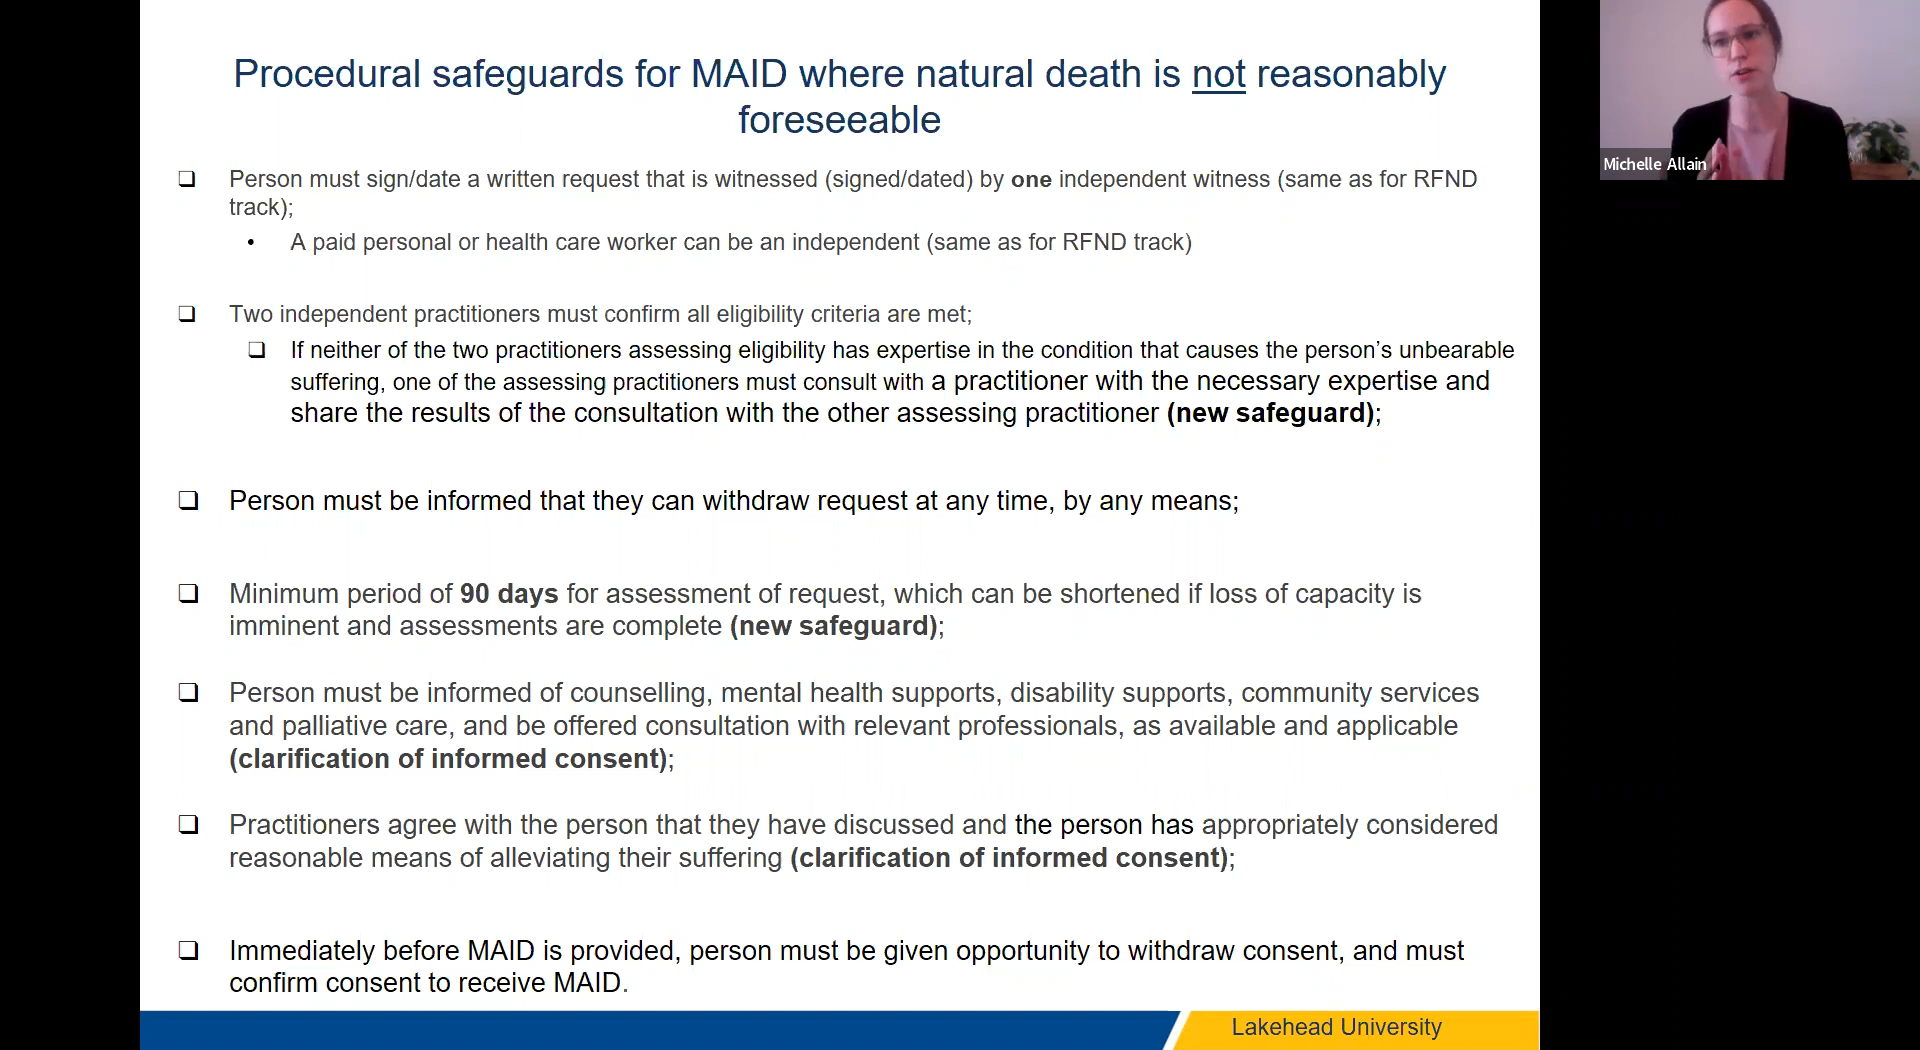 Procedural safeguards for MAID where natural death is not reasonably
foreseeable
❑ Person must sign/date a written request that is witnessed (signed/dated) by one independent witness (same as for RFND
track);
• A paid personal or health care worker can be an independent (same as for RFND track)
❑ Two independent practitioners must confirm all eligibility criteria are met;
❑ If neither of the two practitioners assessing eligibility has expertise in the condition that causes the person’s unbearable
suffering, one of the assessing practitioners must consult with a practitioner with the necessary expertise and
share the results of the consultation with the other assessing practitioner (new safeguard);
❑ Person must be informed that they can withdraw request at any time, by any means;
❑ Minimum period of 90 days for assessment of request, which can be shortened if loss of capacity is
imminent and assessments are complete (new safeguard);
❑ Person must be informed of counselling, mental health supports, disability supports, community services
and palliative care, and be offered consultation with relevant professionals, as available and applicable
(clarification of informed consent);
❑ Practitioners agree with the person that they have discussed and the person has appropriately considered
reasonable means of alleviating their suffering (clarification of informed consent);
❑ Immediately before MAID is provided, person must be given opportunity to withdraw consent, and must
confirm consent to receive MAID.
Lakehead University
Michelle Allain